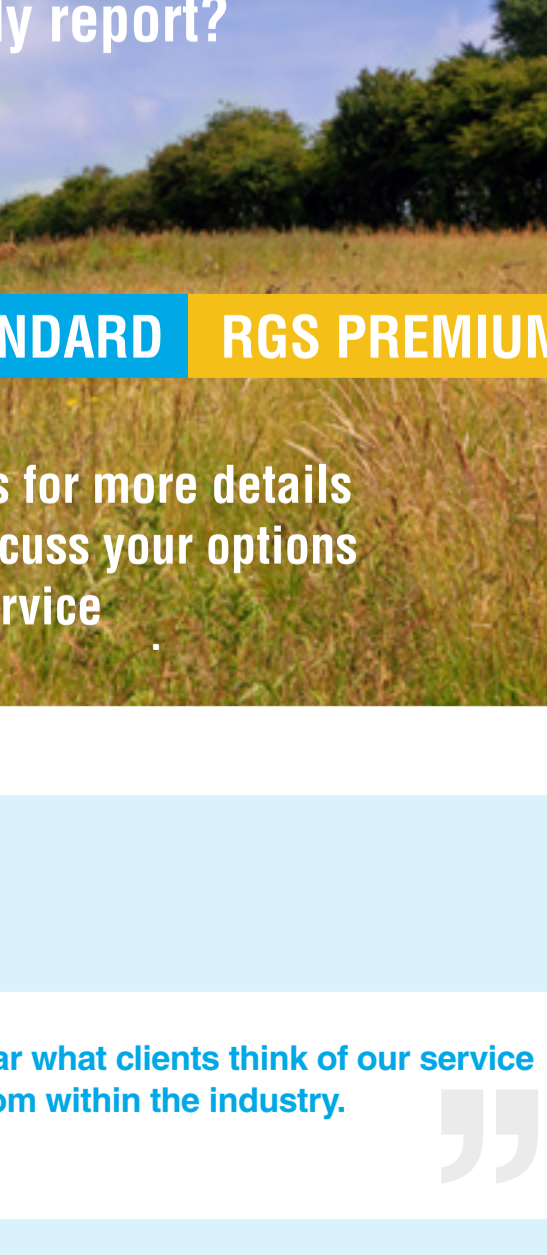 ly report?
NDARD RGS PREMIUM
s for more details
cuss your options
rvice
.
ar what clients think of our service
om within the industry.
”